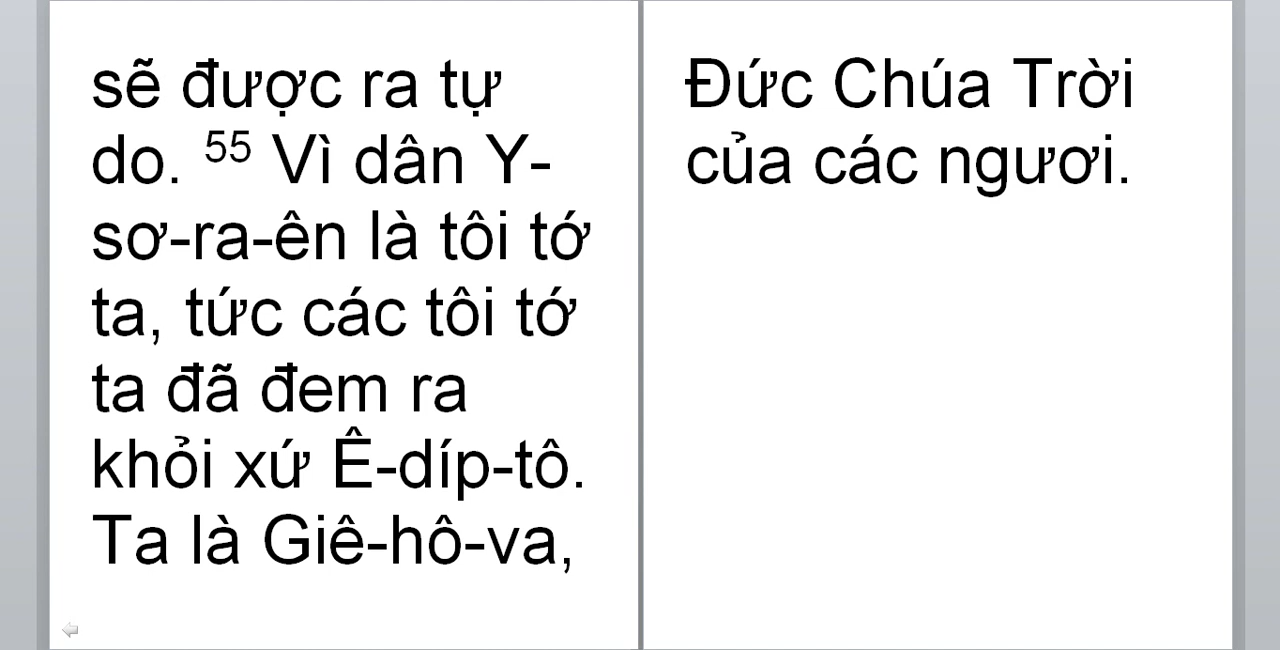 sẽ được ra tự
do. 55 Vì dân Y-
sơ-ra-ên là tôi tớ
ta, tức các tôi tớ
ta đã đem ra
khỏi xứ Ê-díp-tô.
Ta là Giê-hô-va,
Đức Chúa Trời
của các ngươi.